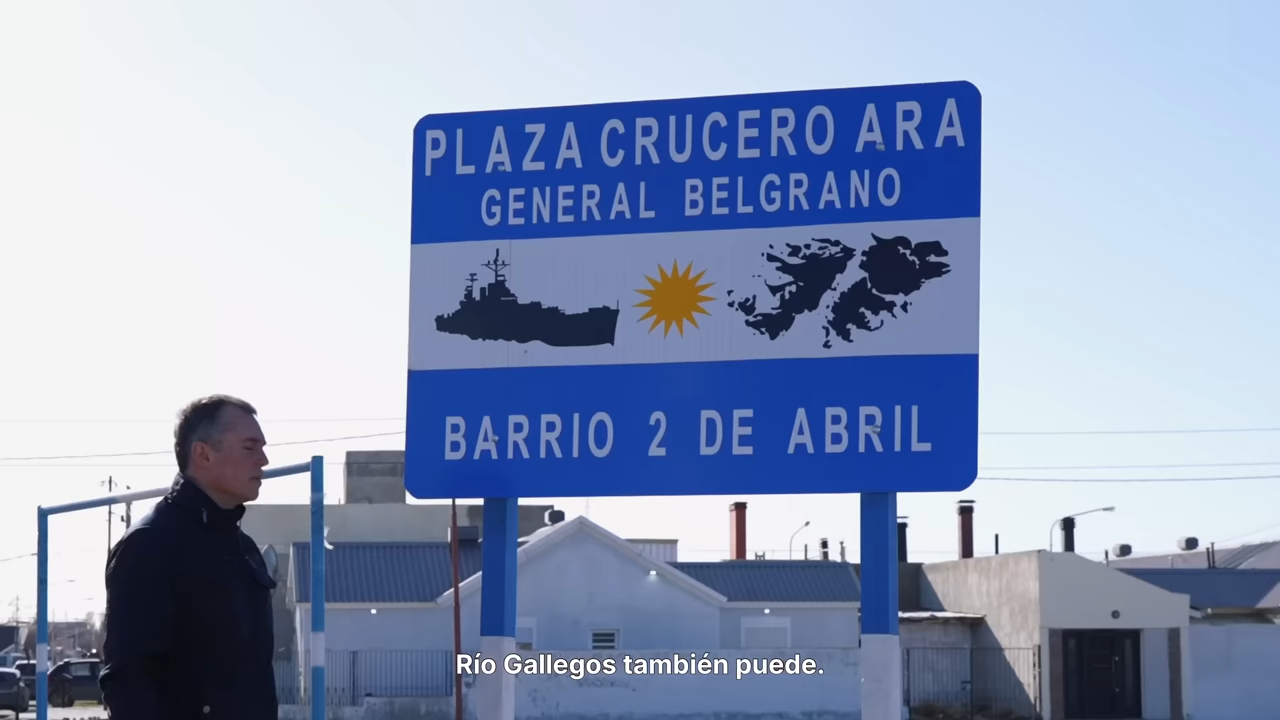 PLAZA CRUCERO ARA
GENERAL BELGRANO
BARRIO 2 DE ABRIL
Río Gallegos también puede.